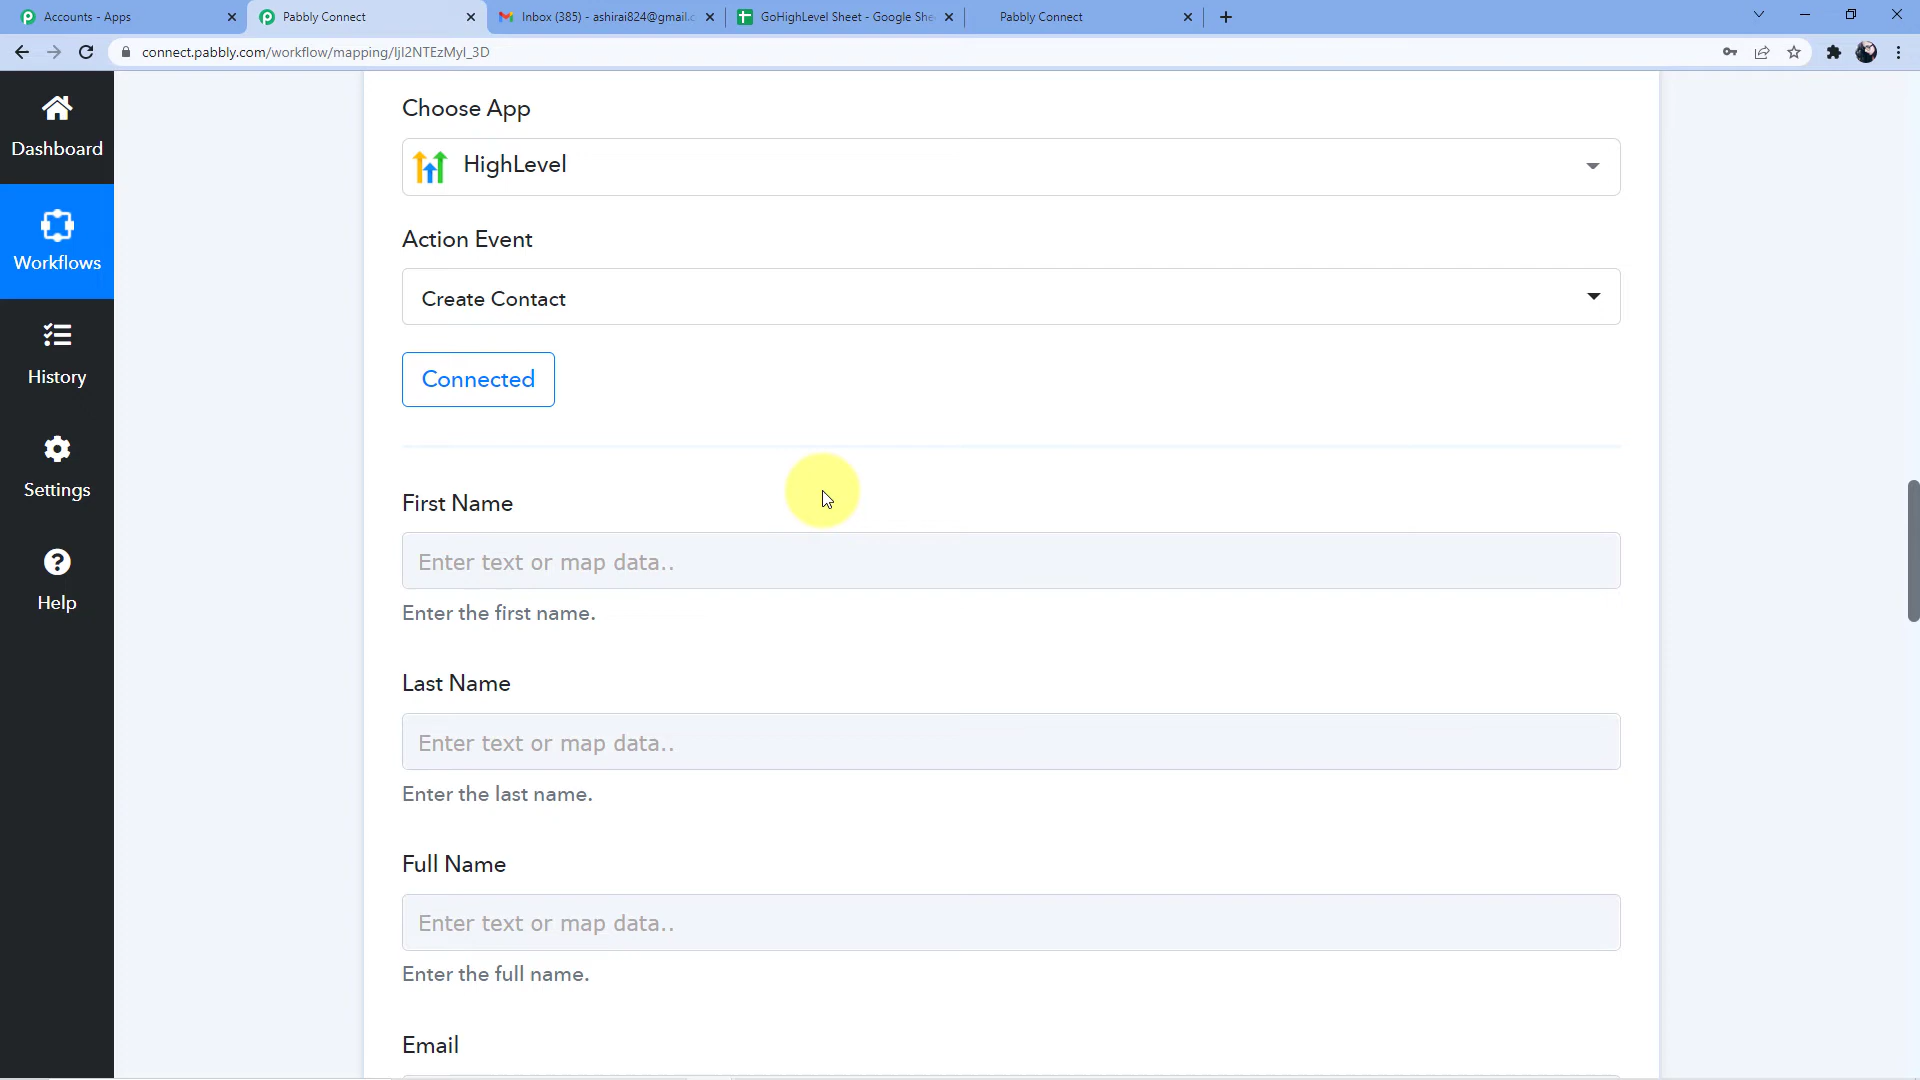 Accounts - Apps
Pabbly Connect
Inbox (385) - ashirai824@gmail.c
GoHighLevel Sheet - Google She
Pabbly Connect
connect.pabbly.com/workflow/mapping/IjI2NTEzMyI_3D
Dashboard
Workflows
History
Settings
Help
Choose App
HighLevel
Action Event
Create Contact
Connected
First Name
Enter text or map data..
Enter the first name.
Last Name
Enter text or map data..
Enter the last name.
Full Name
Enter text or map data..
Enter the full name.
Email